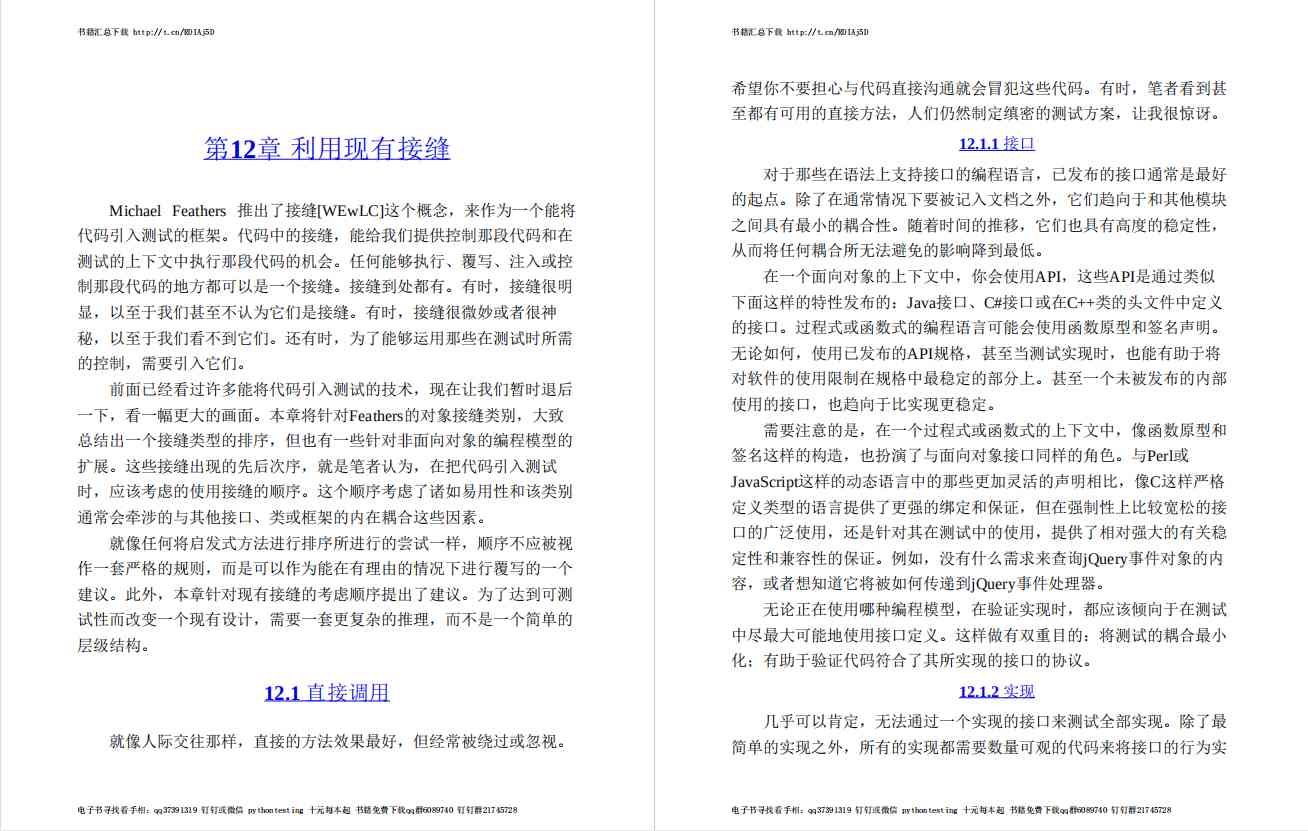 书籍汇总下载 http://t.cn/RDIAj5D
第12章 利用现有接缝
Michael Feathers 推出了接缝[WEwLC]这个概念，来作为一个能将
代码引入测试的框架。代码中的接缝，能给我们提供控制那段代码和在
测试的上下文中执行那段代码的机会。任何能够执行、覆写、注入或控
制那段代码的地方都可以是一个接缝。接缝到处都有。有时，接缝很明
显，以至于我们甚至不认为它们是接缝。有时，接缝很微妙或者很神
秘，以至于我们看不到它们。还有时，为了能够运用那些在测试时所需
的控制，需要引入它们。
前面已经看过许多能将代码引入测试的技术，现在让我们暂时退后
一下，看一幅更大的画面。本章将针对Feathers的对象接缝类别，大致
总结出一个接缝类型的排序，但也有一些针对非面向对象的编程模型的
扩展。这些接缝出现的先后次序，就是笔者认为，在把代码引入测试
时，应该考虑的使用接缝的顺序。这个顺序考虑了诸如易用性和该类别
通常会牵涉的与其他接口、类或框架的内在耦合这些因素。
就像任何将启发式方法进行排序所进行的尝试一样，顺序不应被视
作一套严格的规则，而是可以作为能在有理由的情况下进行覆写的一个
建议。此外，本章针对现有接缝的考虑顺序提出了建议。为了达到可测
试性而改变一个现有设计，需要一套更复杂的推理，而不是一个简单的
层级结构。
12.1 直接调用
就像人际交往那样，直接的方法效果最好，但经常被绕过或忽视。
电子书寻找看手相：qq37391319 钉钉或微信 pythontesting 十元每本起 书籍免费下载qq群6089740 钉钉群21745728
书籍汇总下载 http://t.cn/RDIAj5D
希望你不要担心与代码直接沟通就会冒犯这些代码。有时，笔者看到甚
至都有可用的直接方法，人们仍然制定缜密的测试方案，让我很惊讶。
12.1.1 接口
对于那些在语法上支持接口的编程语言，已发布的接口通常是最好
的起点。除了在通常情况下要被记入文档之外，它们趋向于和其他模块
之间具有最小的耦合性。随着时间的推移，它们也具有高度的稳定性，
从而将任何耦合所无法避免的影响降到最低。
在一个面向对象的上下文中，你会使用API，这些API是通过类似
下面这样的特性发布的：Java接口、C#接口或在C++类的头文件中定义
的接口。过程式或函数式的编程语言可能会使用函数原型和签名声明。
无论如何，使用已发布的API规格，甚至当测试实现时，也能有助于将
对软件的使用限制在规格中最稳定的部分上。甚至一个未被发布的内部
使用的接口，也趋向于比实现更稳定。
需要注意的是，在一个过程式或函数式的上下文中，像函数原型和
签名这样的构造，也扮演了与面向对象接口同样的角色。与Perl或
JavaScript这样的动态语言中的那些更加灵活的声明相比，像C这样严格
定义类型的语言提供了更强的绑定和保证，但在强制性上比较宽松的接
口的广泛使用，还是针对其在测试中的使用，提供了相对强大的有关稳
定性和兼容性的保证。例如，没有什么需求来查询jQuery事件对象的内
容，或者想知道它将被如何传递到jQuery事件处理器。
无论正在使用哪种编程模型，在验证实现时，都应该倾向于在测试
中尽最大可能地使用接口定义。这样做有双重目的：将测试的耦合最小
化；有助于验证代码符合了其所实现的接口的协议。
12.1.2 实现
几乎可以肯定，无法通过一个实现的接口来测试全部实现。除了最
简单的实现之外，所有的实现都需要数量可观的代码来将接口的行为实
电子书寻找看手相：qq37391319 钉钉或微信 pythontesting 十元每本起 书籍免费下载qq群6089740 钉钉群21745728